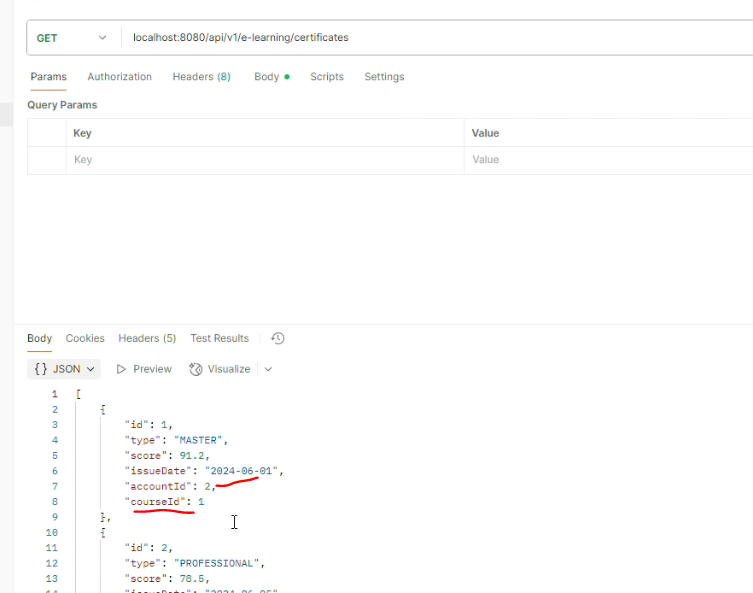 GET localhost:8080/api/v1/e-learning/certificates
Params Authorization Headers (8) Body Scripts Settings
Query Params
Key Value
Key Value
Body Cookies Headers (5) Test Results
{} JSON Preview Visualize
1 [
2 {
3 "id": 1,
4 "type": "MASTER",
5 "score": 91.2,
6 "issueDate": "2024-06-01",
7 "accountId": 2,
8 "courseId": 1
9 },
10 {
11 "id": 2,
12 "type": "PROFESSIONAL",
13 "score": 78.5,